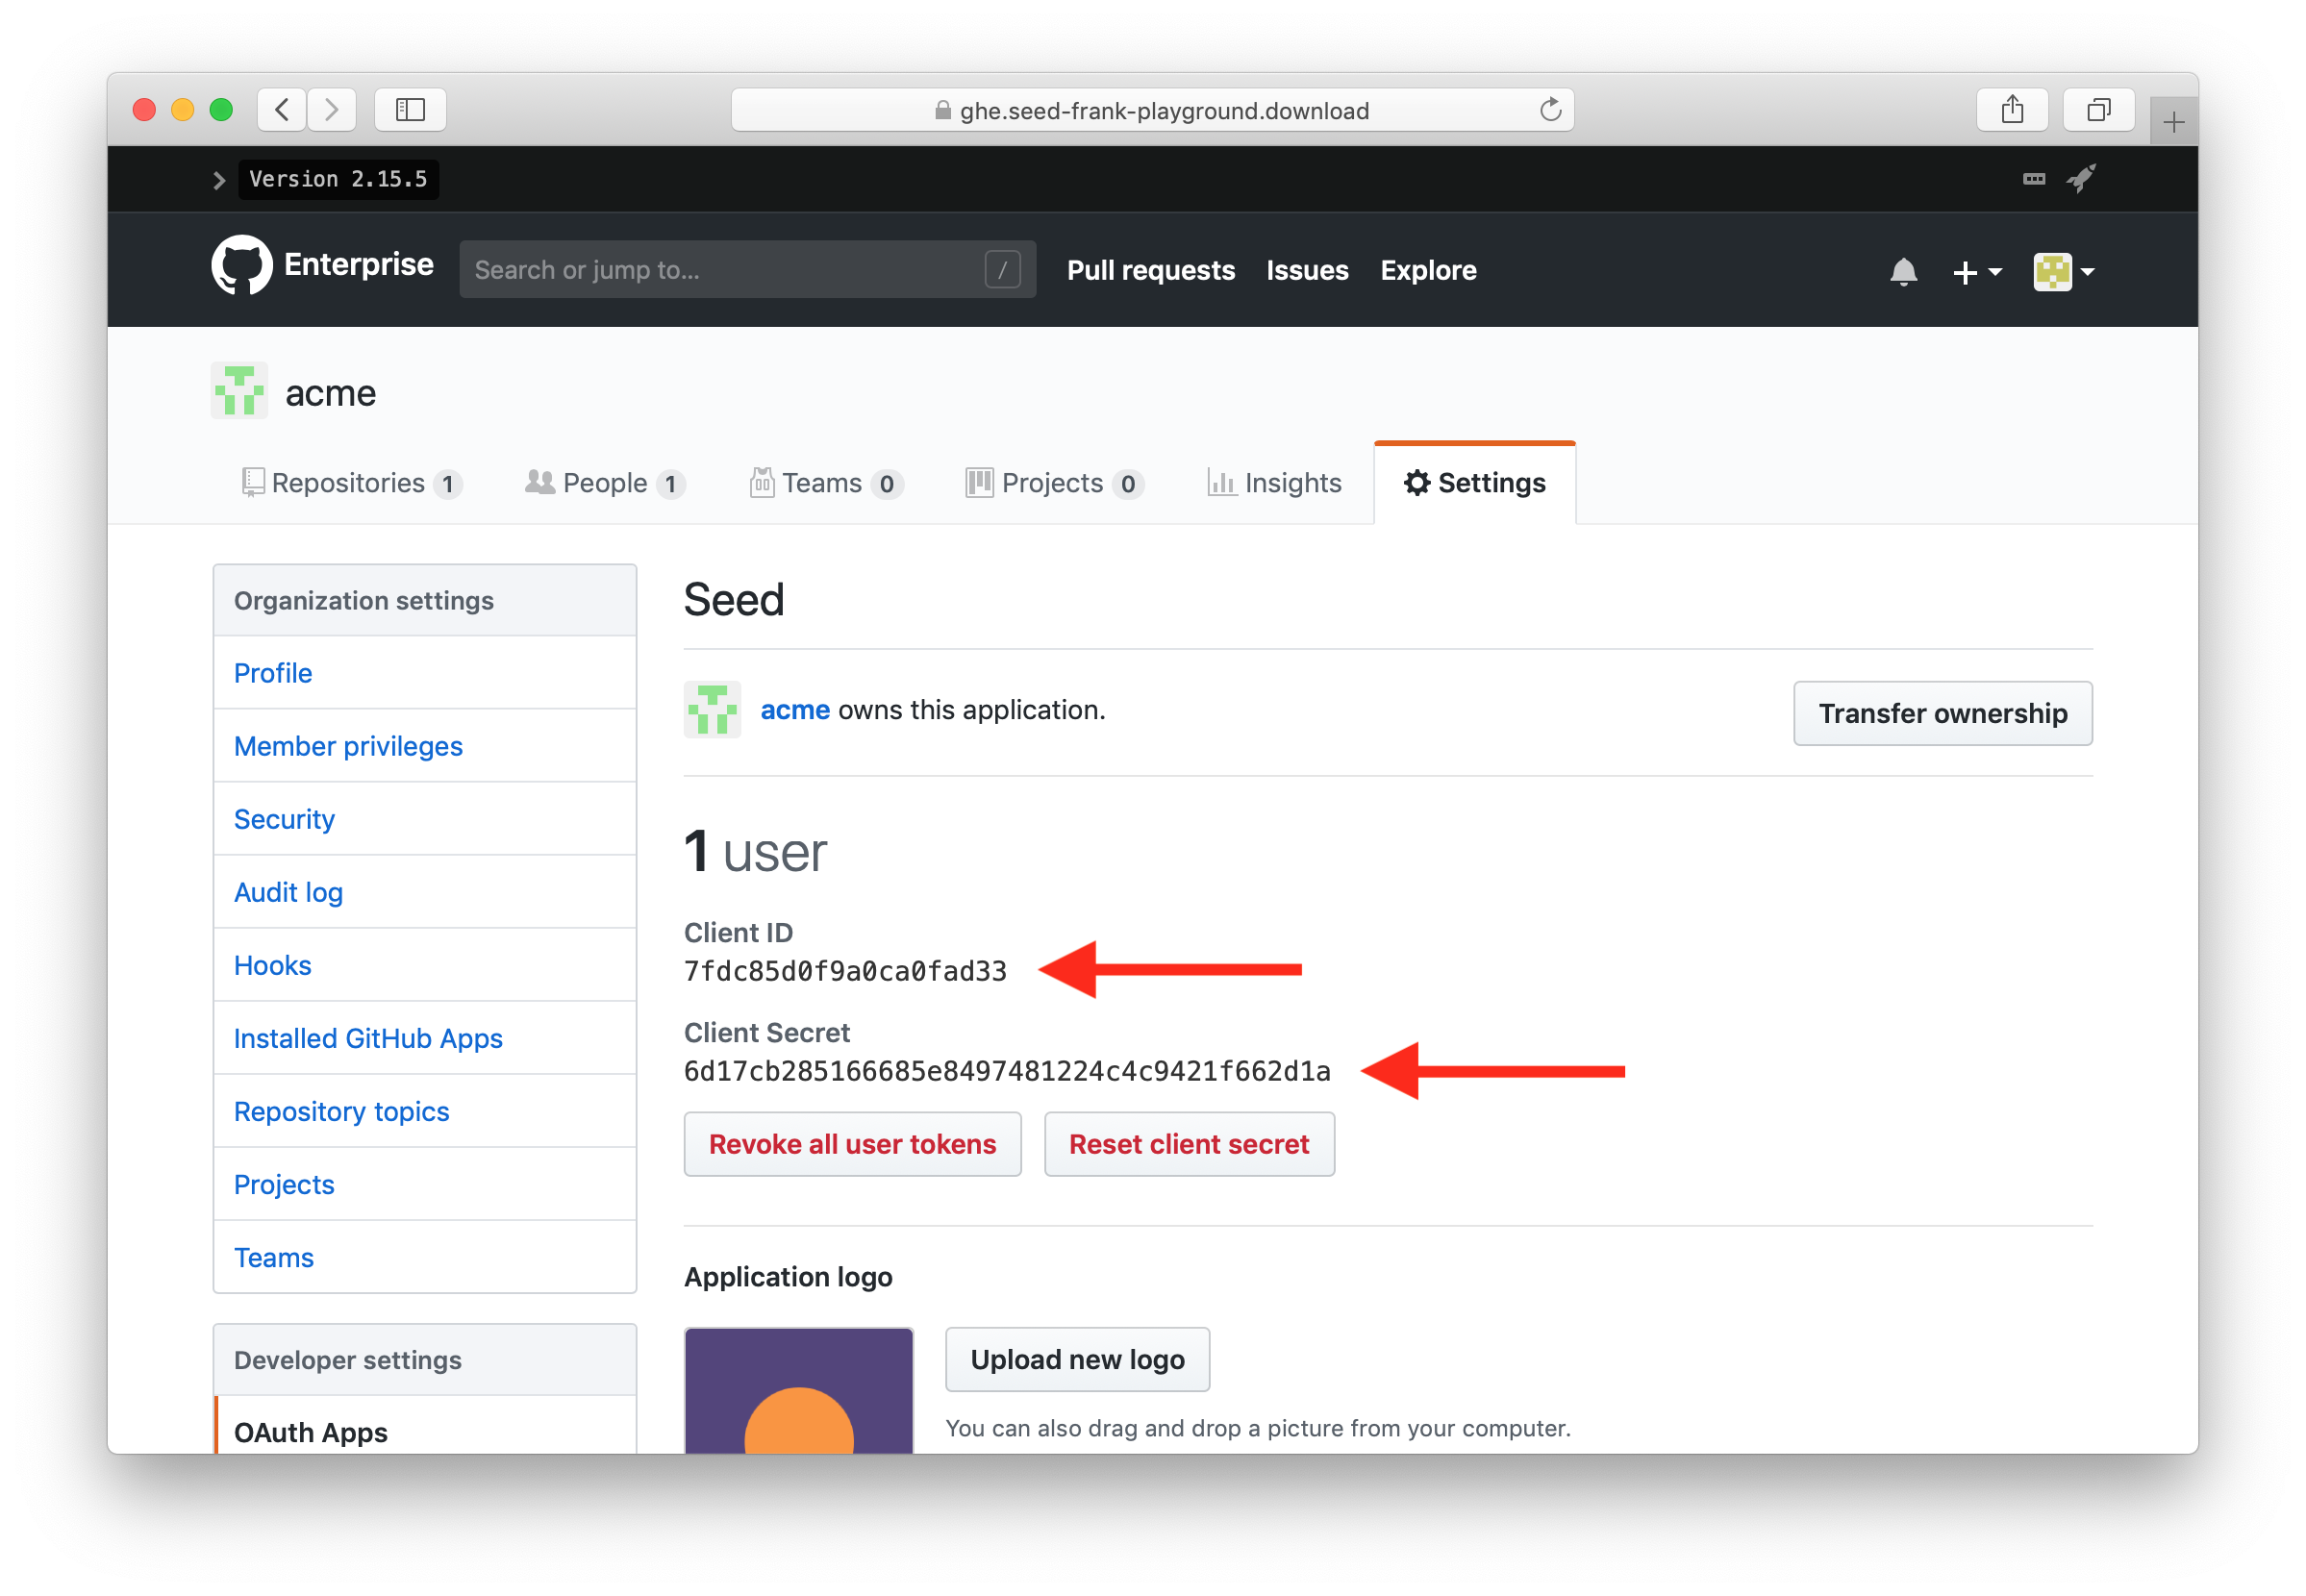 ghe.seed-frank-playground.download
Version 2.15.5
Enterprise
Search or jump to...
/
Pull requests
Issues
Explore
acme
Repositories 1
People 1
Teams 0
Projects 0
Insights
Settings
Organization settings
Profile
Member privileges
Security
Audit log
Hooks
Installed GitHub Apps
Repository topics
Projects
Teams
Developer settings
OAuth Apps
Seed
acme owns this application.
Transfer ownership
1 user
Client ID
7fdc85d0f9a0ca0fad33
Client Secret
6d17cb285166685e8497481224c4c9421f662d1a
Revoke all user tokens
Reset client secret
Application logo
Upload new logo
You can also drag and drop a picture from your computer.